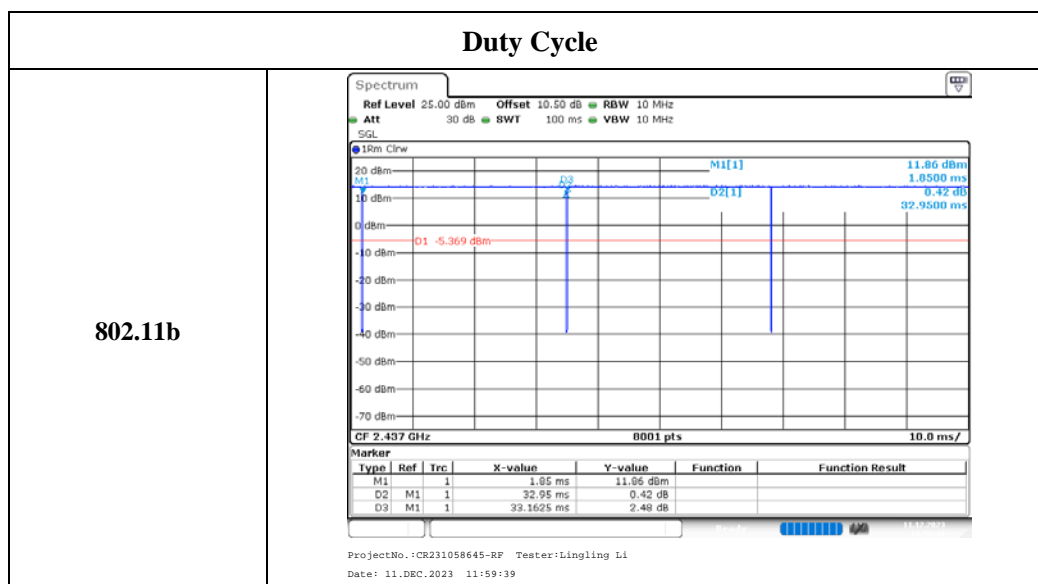 Duty Cycle
802.11b
Spectrum
Ref Level 25.00 dBm Offset 10.50 dB RBW 10 MHz
Att 30 dB SWT 100 ms VBW 10 MHz
SGL
1Rm Clrw
M1[1] 11.86 dBm
1.8500 ms
D2[1] 0.42 dB
32.9500 ms
20 dBm
M1
D3
10 dBm
0 dBm
D1 -5.369 dBm
-10 dBm
-20 dBm
-30 dBm
-40 dBm
-50 dBm
-60 dBm
-70 dBm
CF 2.437 GHz 8001 pts 10.0 ms/
Marker
Type Ref Trc X-value Y-value Function Function Result
M1 1 1.85 ms 11.86 dBm
D2 M1 1 32.95 ms 0.42 dB
D3 M1 1 33.1625 ms 2.48 dB
ProjectNo.:CR231058645-RF Tester:Lingling Li
Date: 11.DEC.2023 11:59:39